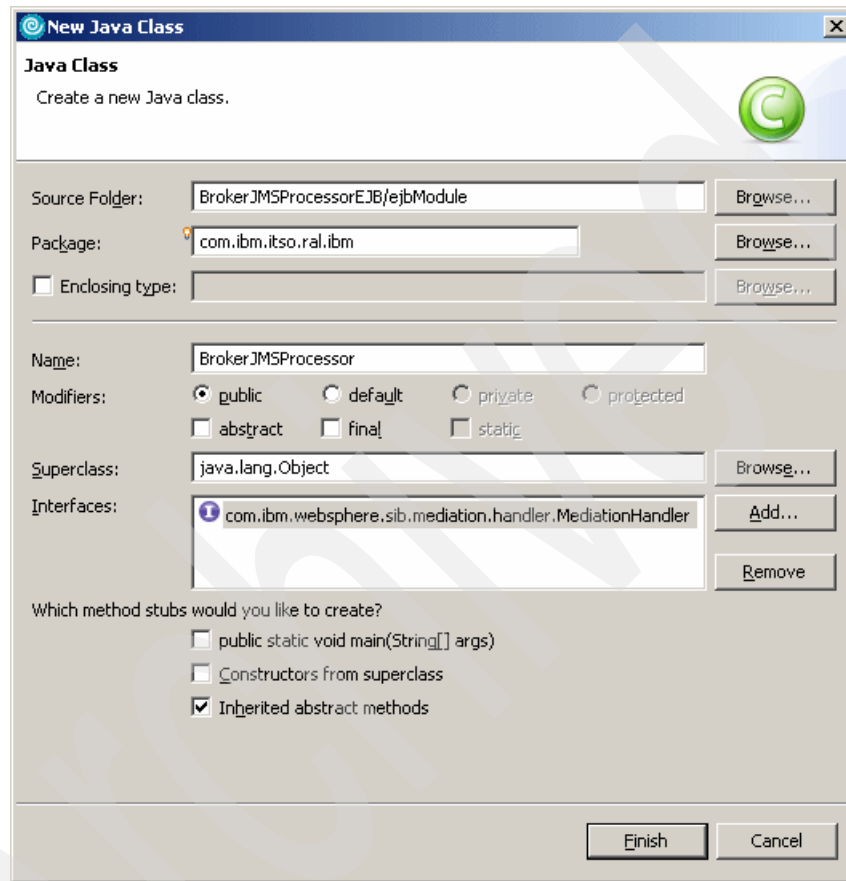 New Java Class
Java Class
Create a new Java class.
Source Folder: BrokerJMSProcessorEJB/ejbModule Browse...
Package: com.ibm.itso.ral.ibm Browse...
Enclosing type: Browse...
Name: BrokerJMSProcessor
Modifiers: public default private protected
abstract final static
Superclass: java.lang.Object Browse...
Interfaces: com.ibm.websphere.sib.mediation.handler.MediationHandler Add...
Remove
Which method stubs would you like to create?
public static void main(String[] args)
Constructors from superclass
Inherited abstract methods
Finish Cancel